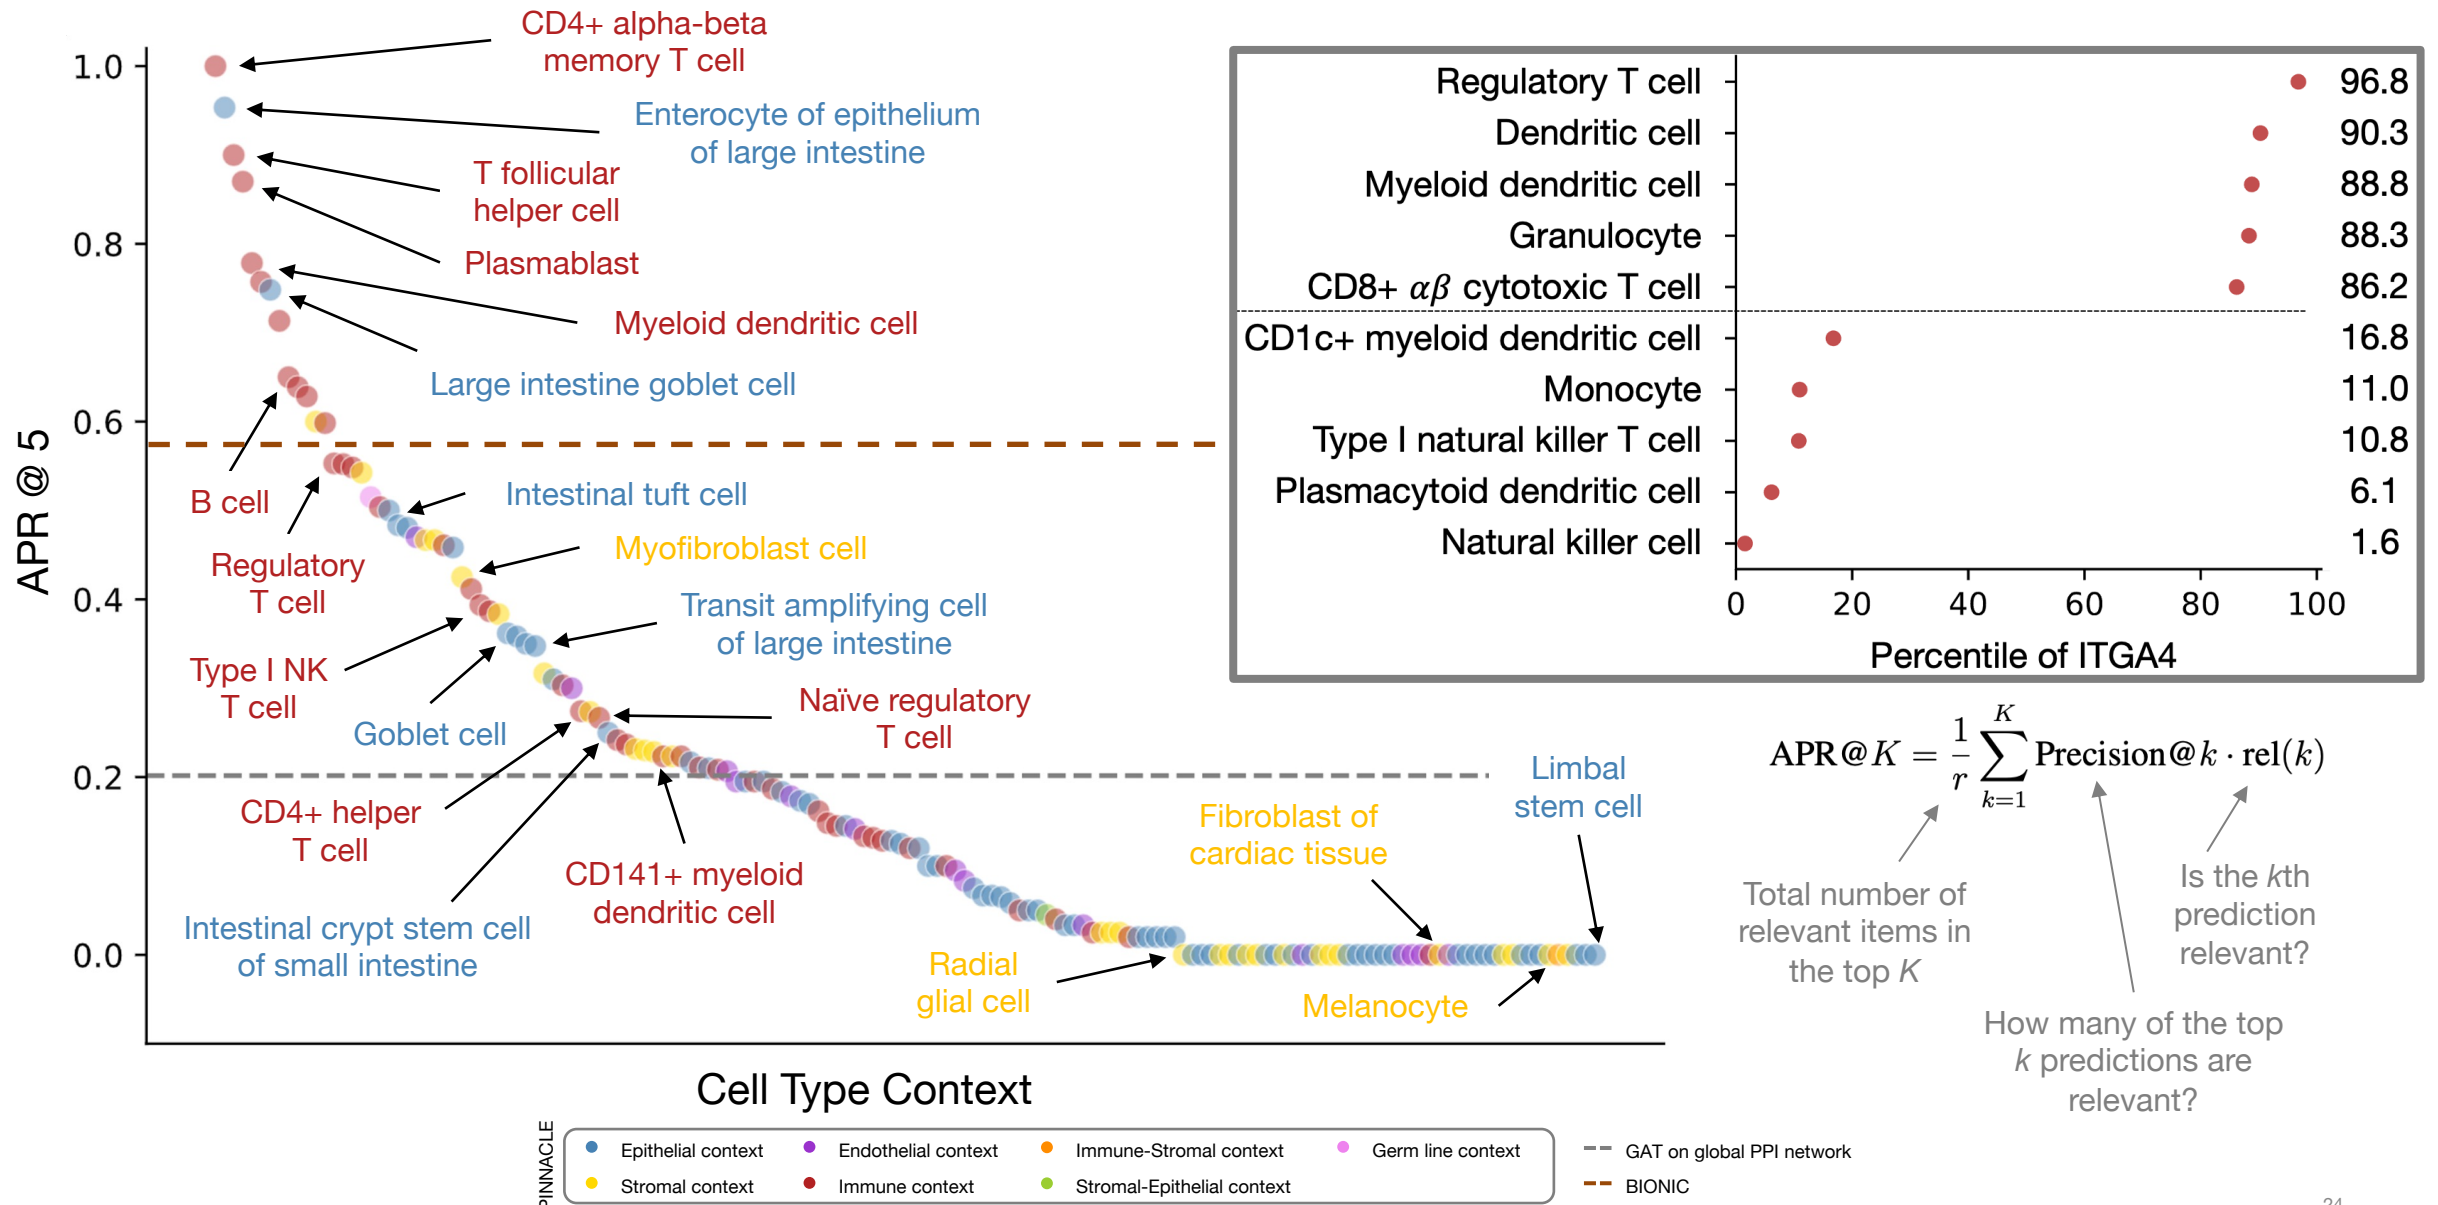 CD4+ alpha-beta
memory T cell
Enterocyte of epithelium
of large intestine
T follicular
helper cell
Plasmablast
Myeloid dendritic cell
Large intestine goblet cell
B cell
Regulatory
T cell
Intestinal tuft cell
Myofibroblast cell
Transit amplifying cell
of large intestine
Type I NK
T cell
Goblet cell
Naïve regulatory
T cell
CD4+ helper
T cell
Intestinal crypt stem cell
of small intestine
CD141+ myeloid
dendritic cell
Radial
glial cell
Fibroblast of
cardiac tissue
Melanocyte
Limbal
stem cell
1.0
0.8
0.6
0.4
0.2
0.0
APR @ 5
Cell Type Context
Regulatory T cell 96.8
Dendritic cell 90.3
Myeloid dendritic cell 88.8
Granulocyte 88.3
CD8+ αβ cytotoxic T cell 86.2
CD1c+ myeloid dendritic cell 16.8
Monocyte 11.0
Type I natural killer T cell 10.8
Plasmacytoid dendritic cell 6.1
Natural killer cell 1.6
0 20 40 60 80 100
Percentile of ITGA4
APR@K = 1/r ∑_{k=1}^{K} Precision@k · rel(k)
Total number of
relevant items in
the top K
How many of the top
k predictions are
relevant?
Is the kth
prediction
relevant?
PINNACLE
Epithelial context Endothelial context Immune-Stromal context Germ line context
Stromal context Immune context Stromal-Epithelial context
GAT on global PPI network
BIONIC
24